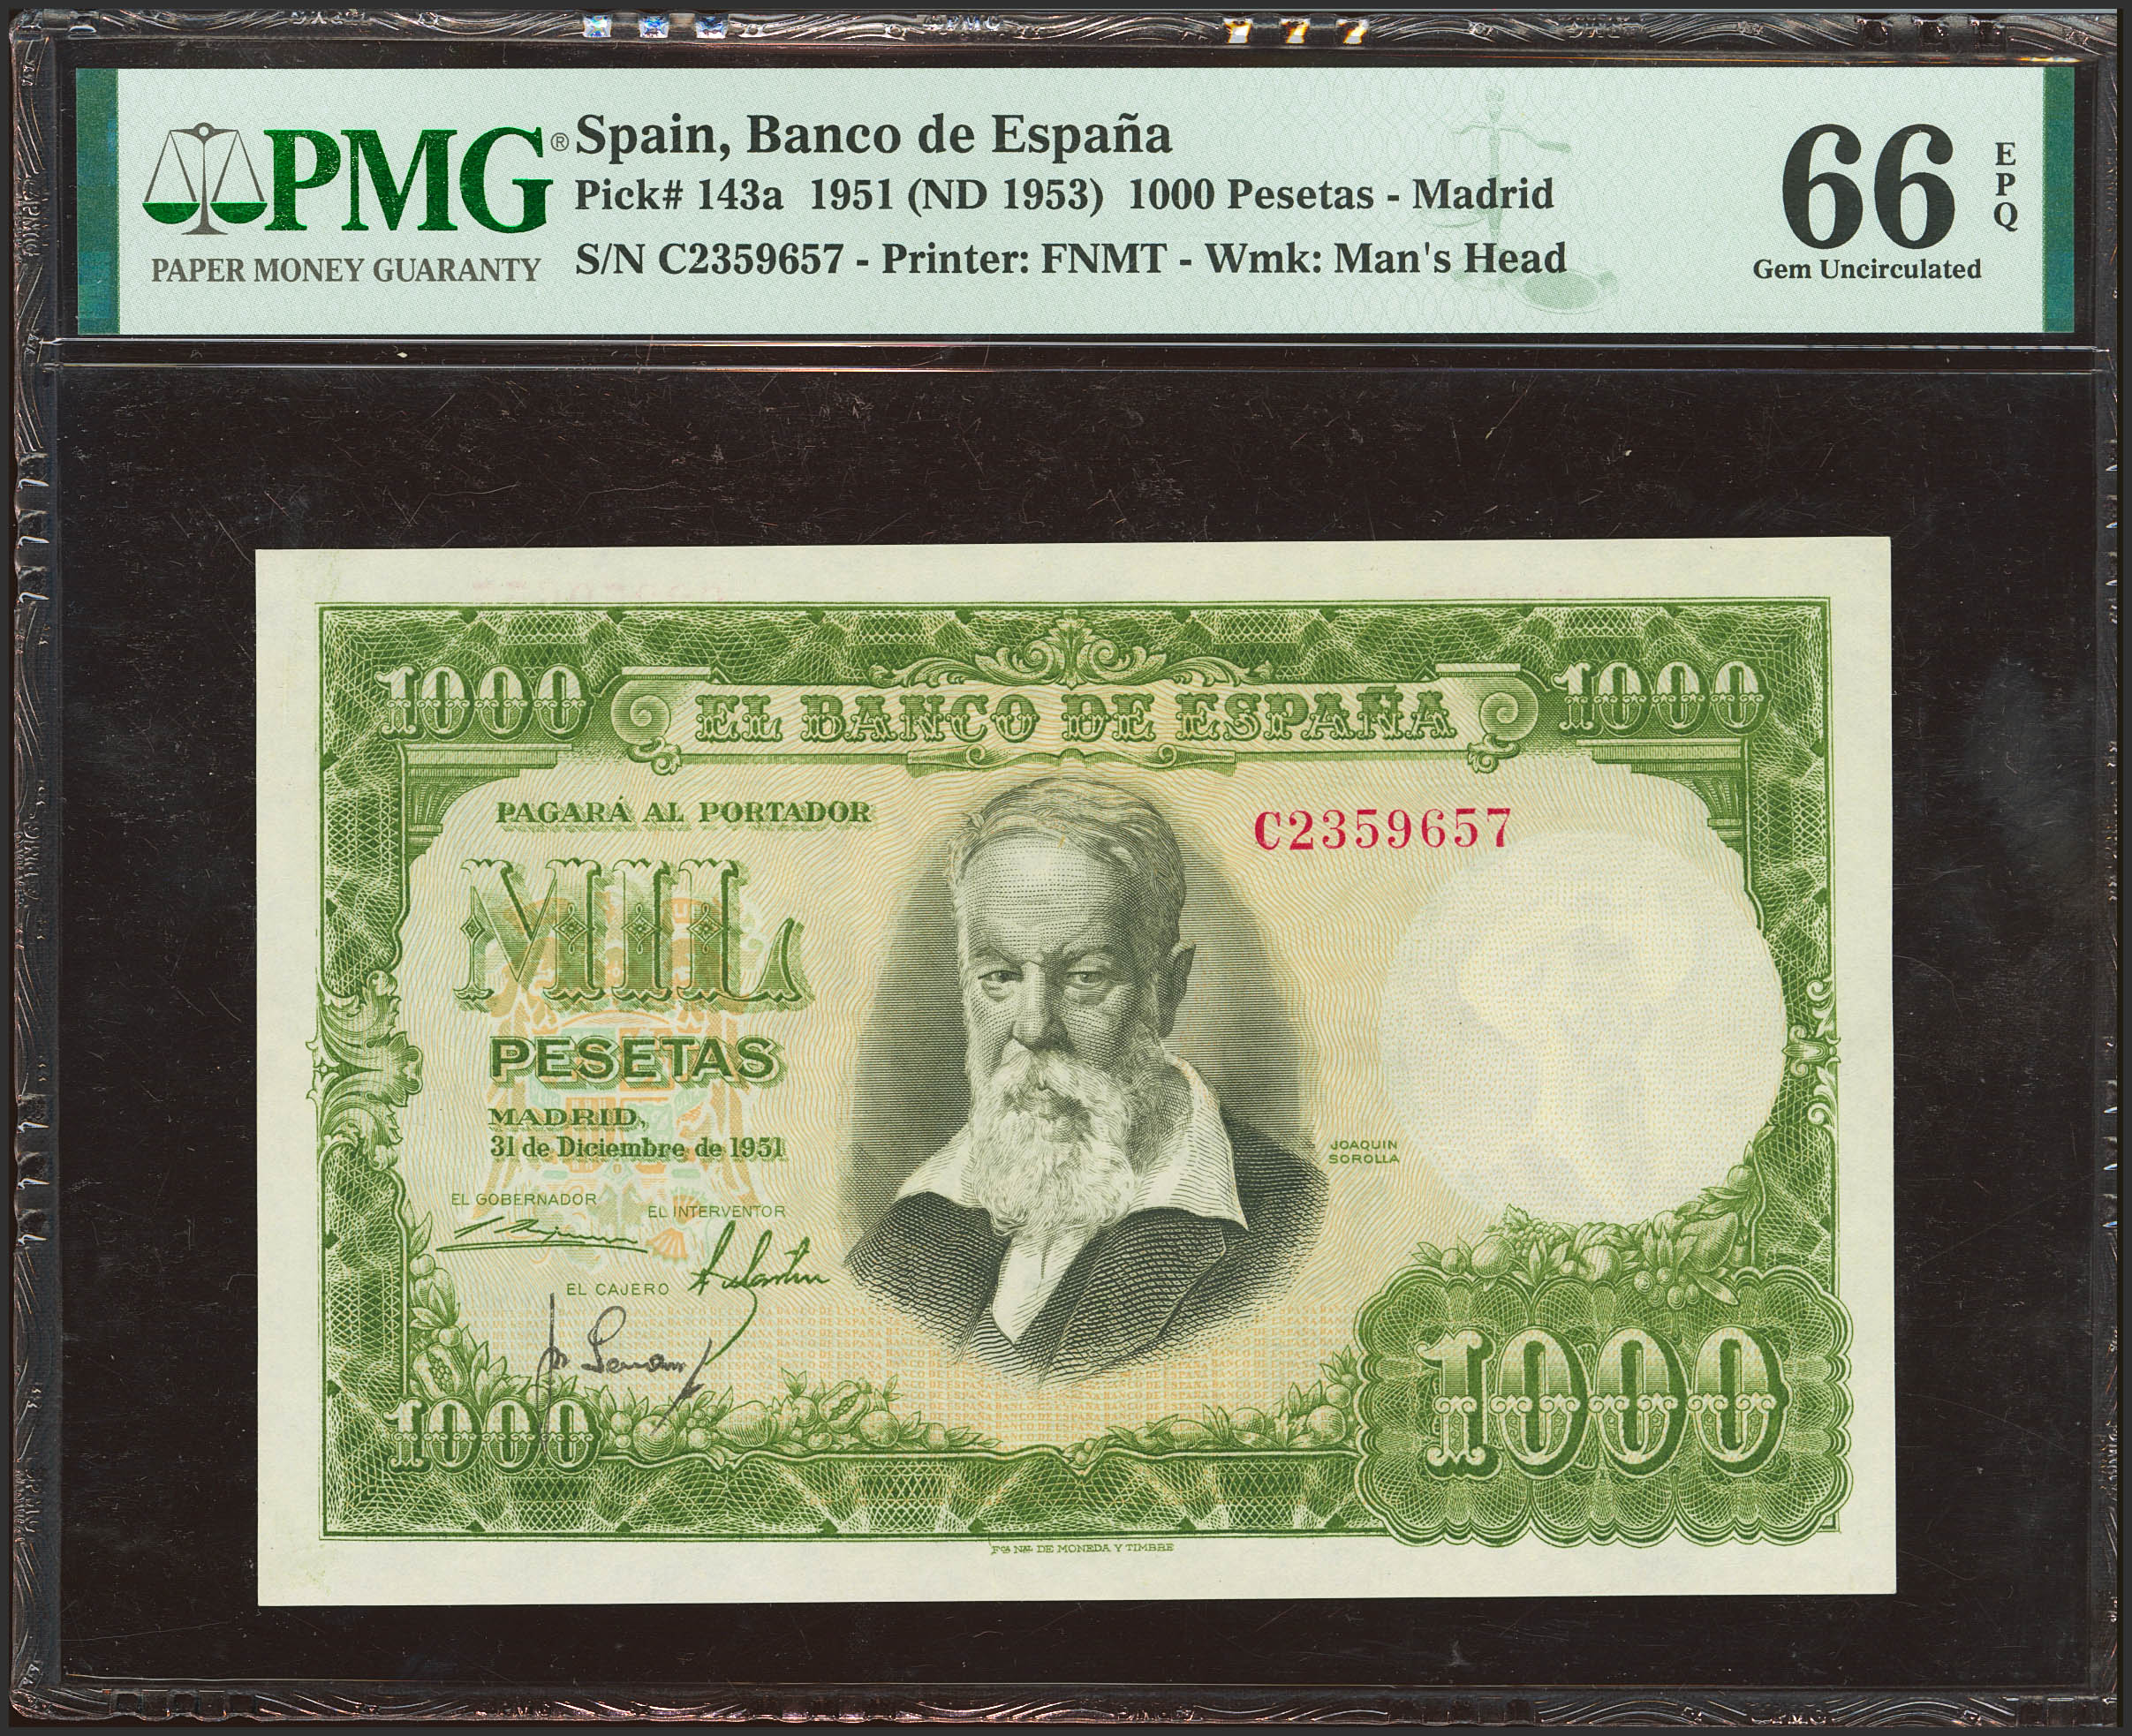 PMG®
PAPER MONEY GUARANTY
Spain, Banco de España
Pick# 143a 1951 (ND 1953) 1000 Pesetas - Madrid
S/N C2359657 - Printer: FNMT - Wmk: Man's Head
66
EPQ
Gem Uncirculated
1000
EL BANCO DE ESPAÑA
1000
PAGARÁ AL PORTADOR
C2359657
MIL
PESETAS
MADRID,
31 de Diciembre de 1951
JOAQUIN
SOROLLA
EL GOBERNADOR
EL INTERVENTOR
EL CAJERO
1000
1000
Fca NAL DE MONEDA Y TIMBRE